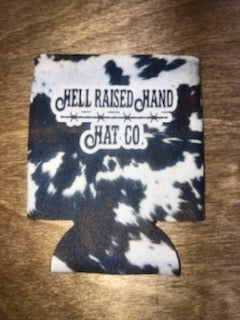 HELL RAISED HAND
HAT CO.